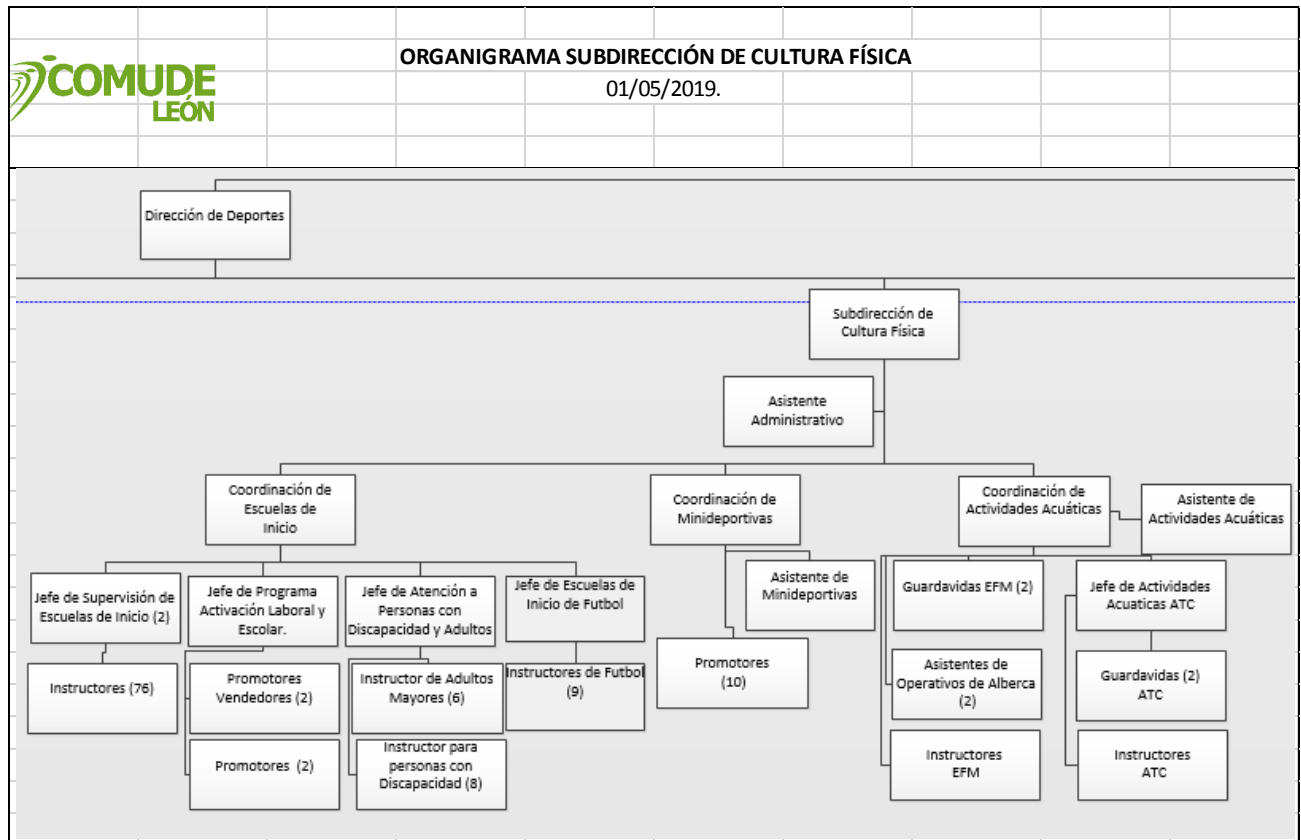 COMUDE
LEÓN
ORGANIGRAMA SUBDIRECCIÓN DE CULTURA FÍSICA
01/05/2019.
Dirección de Deportes
Subdirección de
Cultura Física
Asistente
Administrativo
Coordinación de
Escuelas de
Inicio
Coordinación de
Minideportivas
Coordinación de
Actividades Acuáticas
Asistente de
Actividades Acuáticas
Jefe de Supervisión de
Escuelas de Inicio (2)
Jefe de Programa
Activación Laboral y
Escolar.
Jefe de Atención a
Personas con
Discapacidad y Adultos
Jefe de Escuelas de
Inicio de Futbol
Asistente de
Minideportivas
Guardavidas EFM (2)
Jefe de Actividades
Acuaticas ATC
Instructores (76)
Promotores
Vendedores (2)
Instructor de Adultos
Mayores (6)
Instructores de Futbol
(9)
Promotores
(10)
Asistentes de
Operativos de Alberca
(2)
Guardavidas (2)
ATC
Promotores (2)
Instructor para
personas con
Discapacidad (8)
Instructores
EFM
Instructores
ATC